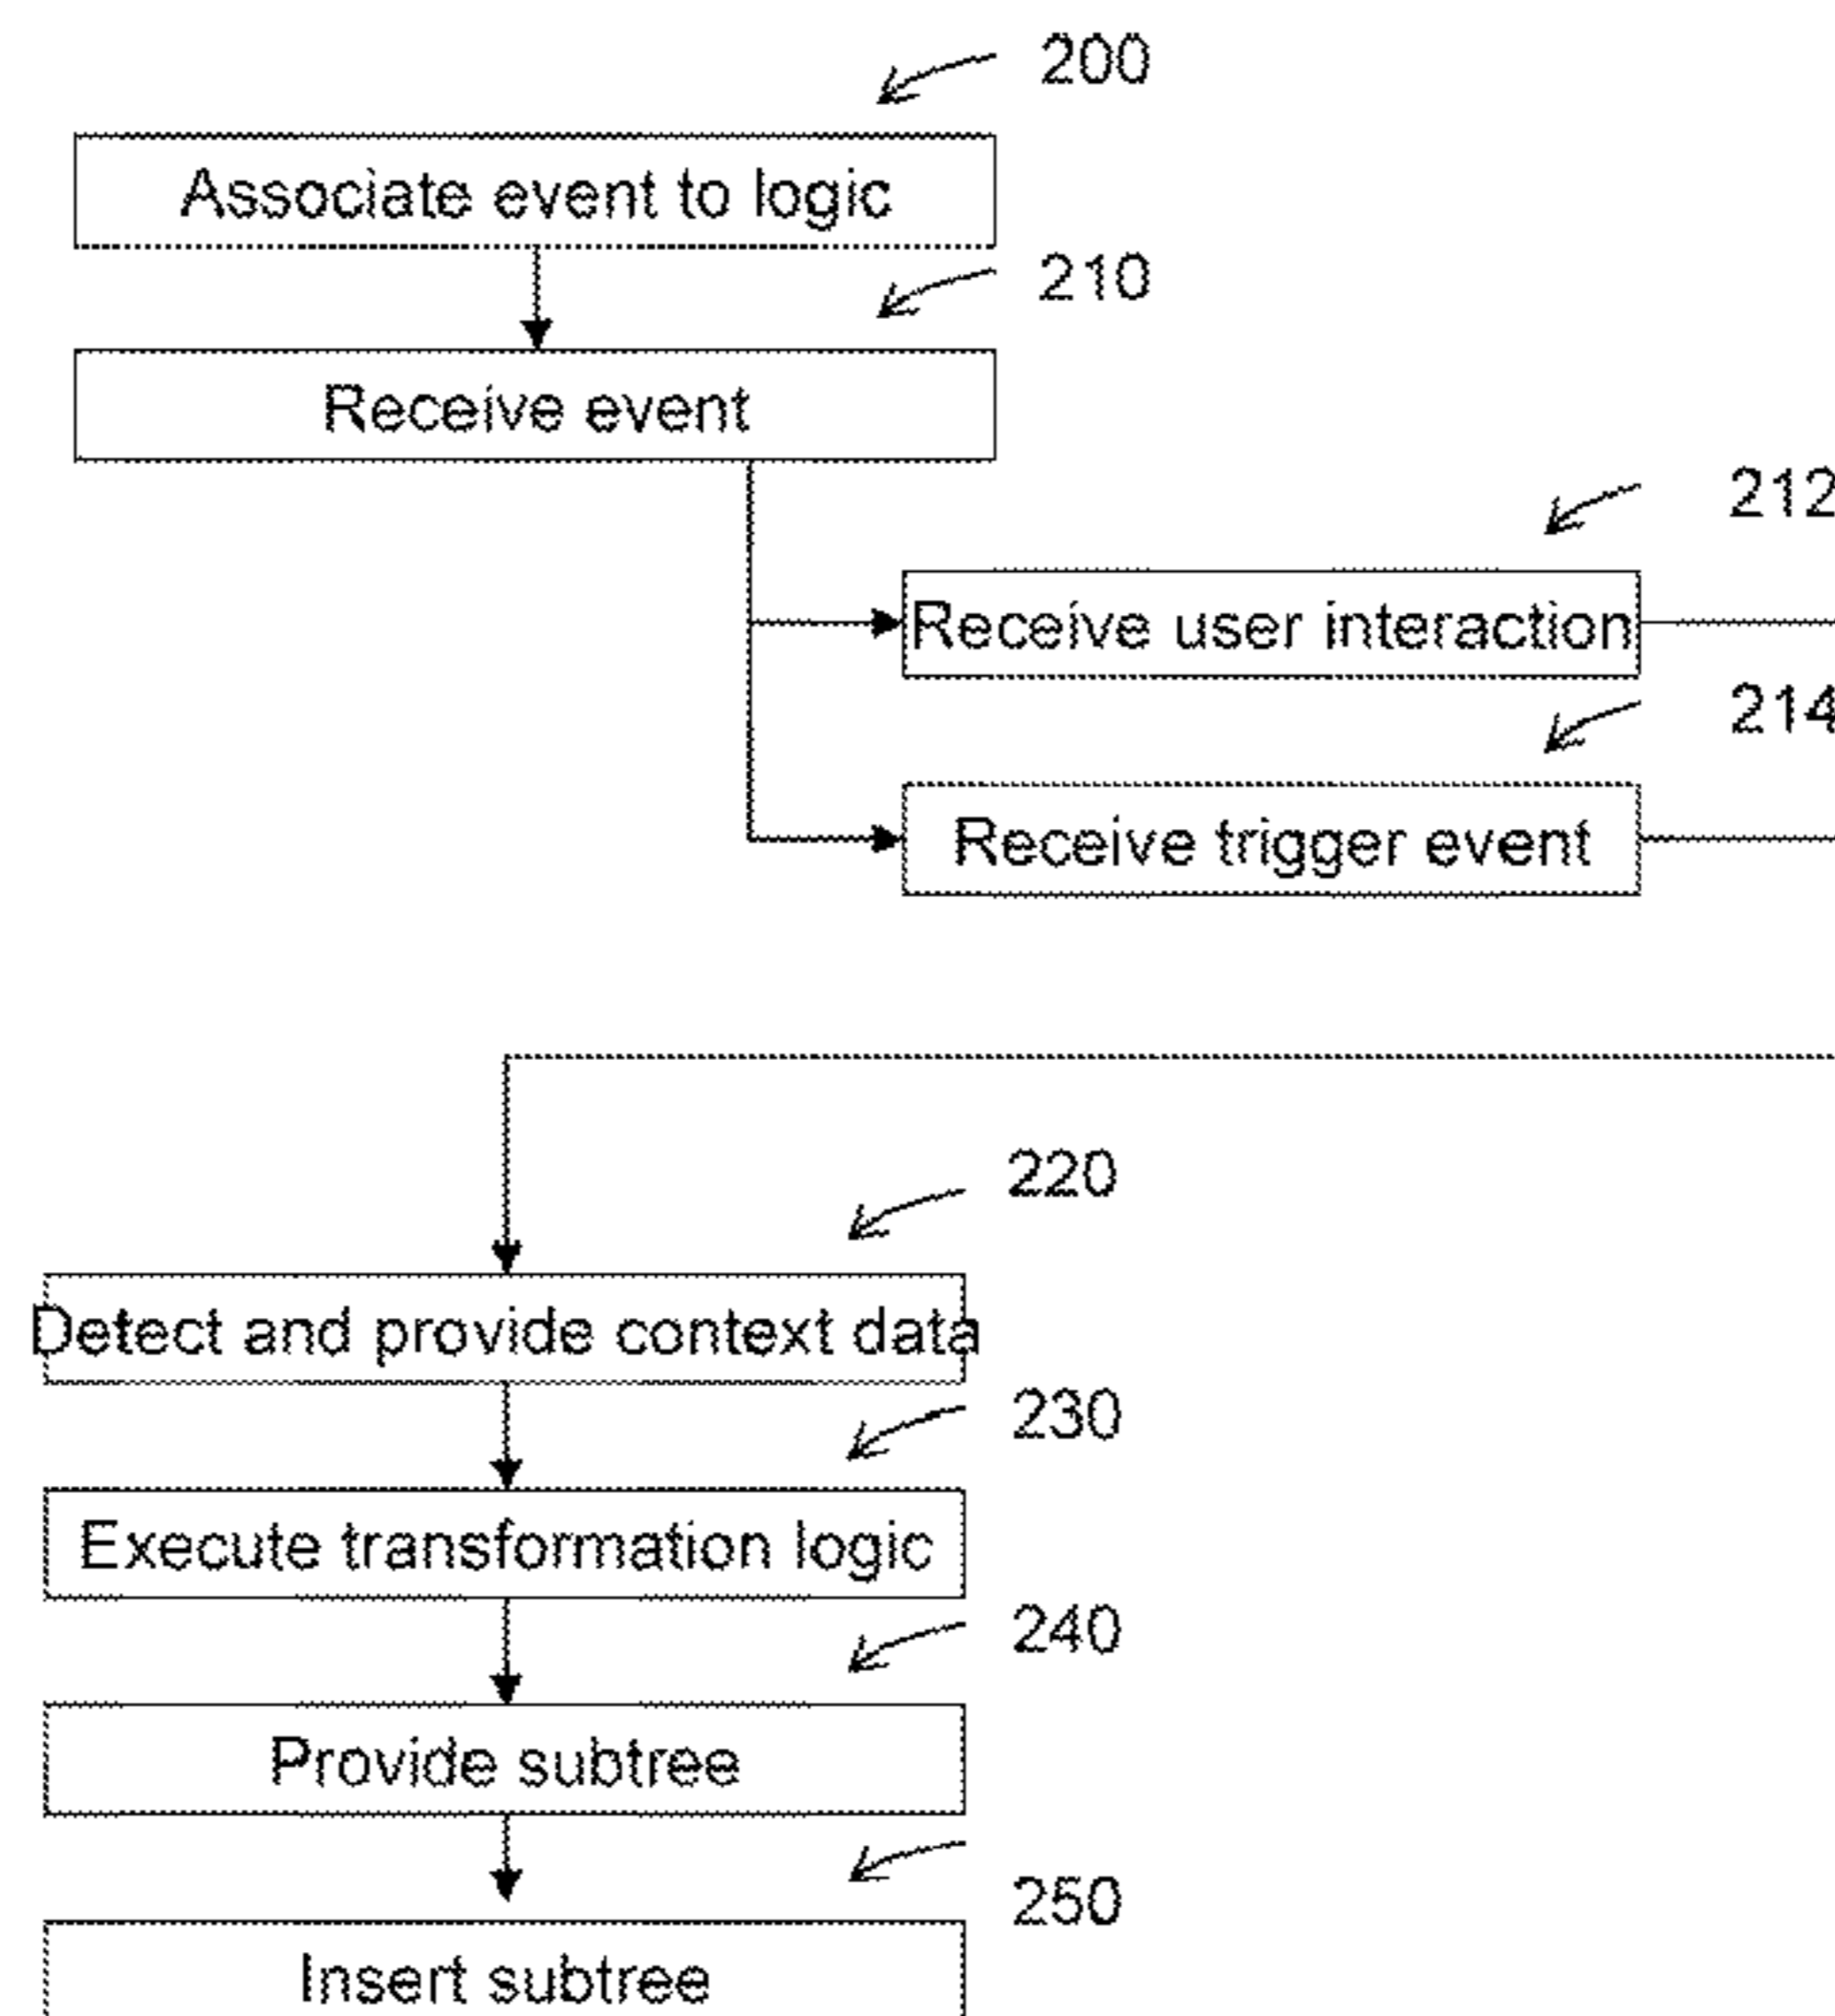 200
Associate event to logic
210
Receive event
212
Receive user interaction
214
Receive trigger event
220
Detect and provide context data
230
Execute transformation logic
240
Provide subtree
250
Insert subtree